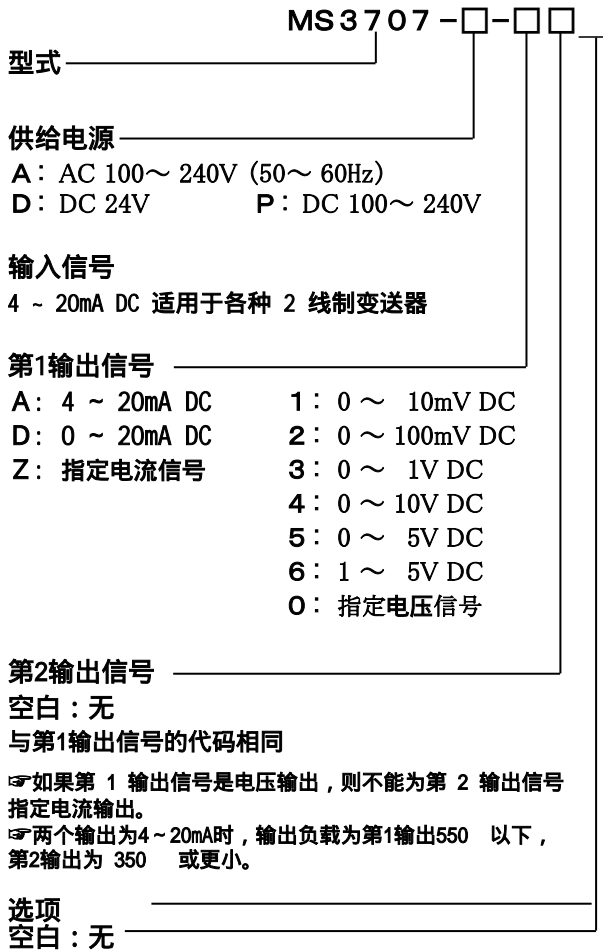 MS3707-□-□□
型式
供给电源
A：AC 100～240V（50～60Hz）
D：DC 24V P：DC 100～240V
输入信号
4 ~ 20mA DC 适用于各种 2 线制变送器
第1输出信号
A: 4 ~ 20mA DC 1：0～ 10mV DC
D: 0 ~ 20mA DC 2：0～100mV DC
Z: 指定电流信号 3：0～ 1V DC
4：0～10V DC
5：0～ 5V DC
6：1～ 5V DC
0：指定电压信号
第2输出信号
空白：无
与第1输出信号的代码相同
☞如果第 1 输出信号是电压输出，则不能为第 2 输出信号
指定电流输出。
☞两个输出为4~20mA时，输出负载为第1输出550 以下，
第2输出为 350 或更小。
选项
空白：无